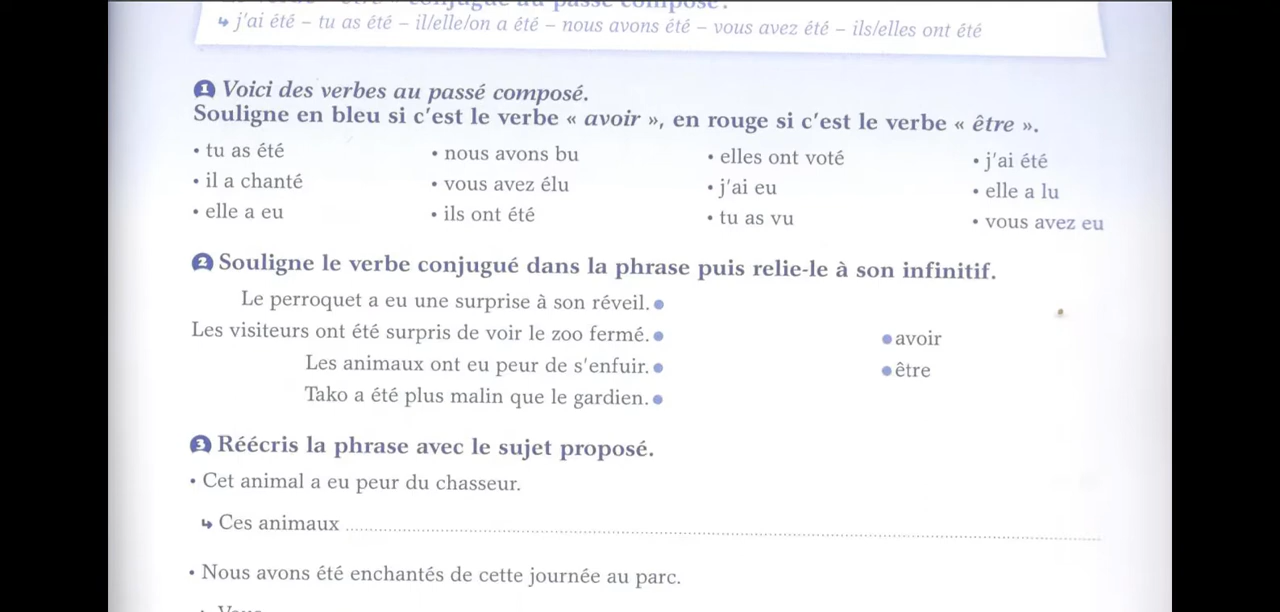 ↳ j'ai été – tu as été – il/elle/on a été – nous avons été – vous avez été – ils/elles ont été
1 Voici des verbes au passé composé.
Souligne en bleu si c'est le verbe « avoir », en rouge si c'est le verbe « être ».
• tu as été • nous avons bu • elles ont voté • j'ai été
• il a chanté • vous avez élu • j'ai eu • elle a lu
• elle a eu • ils ont été • tu as vu • vous avez eu
2 Souligne le verbe conjugué dans la phrase puis relie-le à son infinitif.
Le perroquet a eu une surprise à son réveil.
Les visiteurs ont été surpris de voir le zoo fermé. avoir
Les animaux ont eu peur de s'enfuir. être
Tako a été plus malin que le gardien.
3 Réécris la phrase avec le sujet proposé.
• Cet animal a eu peur du chasseur.
↳ Ces animaux
• Nous avons été enchantés de cette journée au parc.
Vous